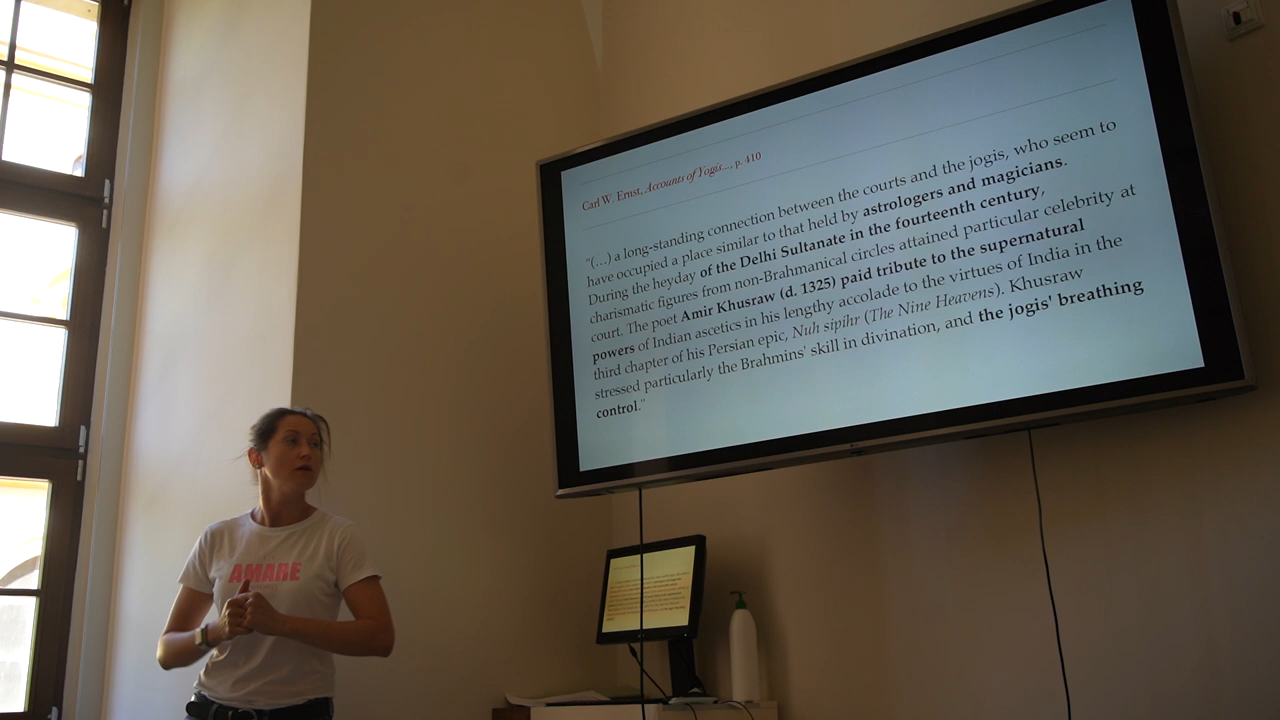 Carl W. Ernst, Accounts of Yogis..., p. 410
"(...) a long-standing connection between the courts and the jogis, who seem to
have occupied a place similar to that held by astrologers and magicians.
During the heyday of the Delhi Sultanate in the fourteenth century,
charismatic figures from non-Brahmanical circles attained particular celebrity at
court. The poet Amir Khusraw (d. 1325) paid tribute to the supernatural
powers of Indian ascetics in his lengthy accolade to the virtues of India in the
third chapter of his Persian epic, Nuh sipihr (The Nine Heavens). Khusraw
stressed particularly the Brahmins' skill in divination, and the jogis' breathing
control."
AMARE